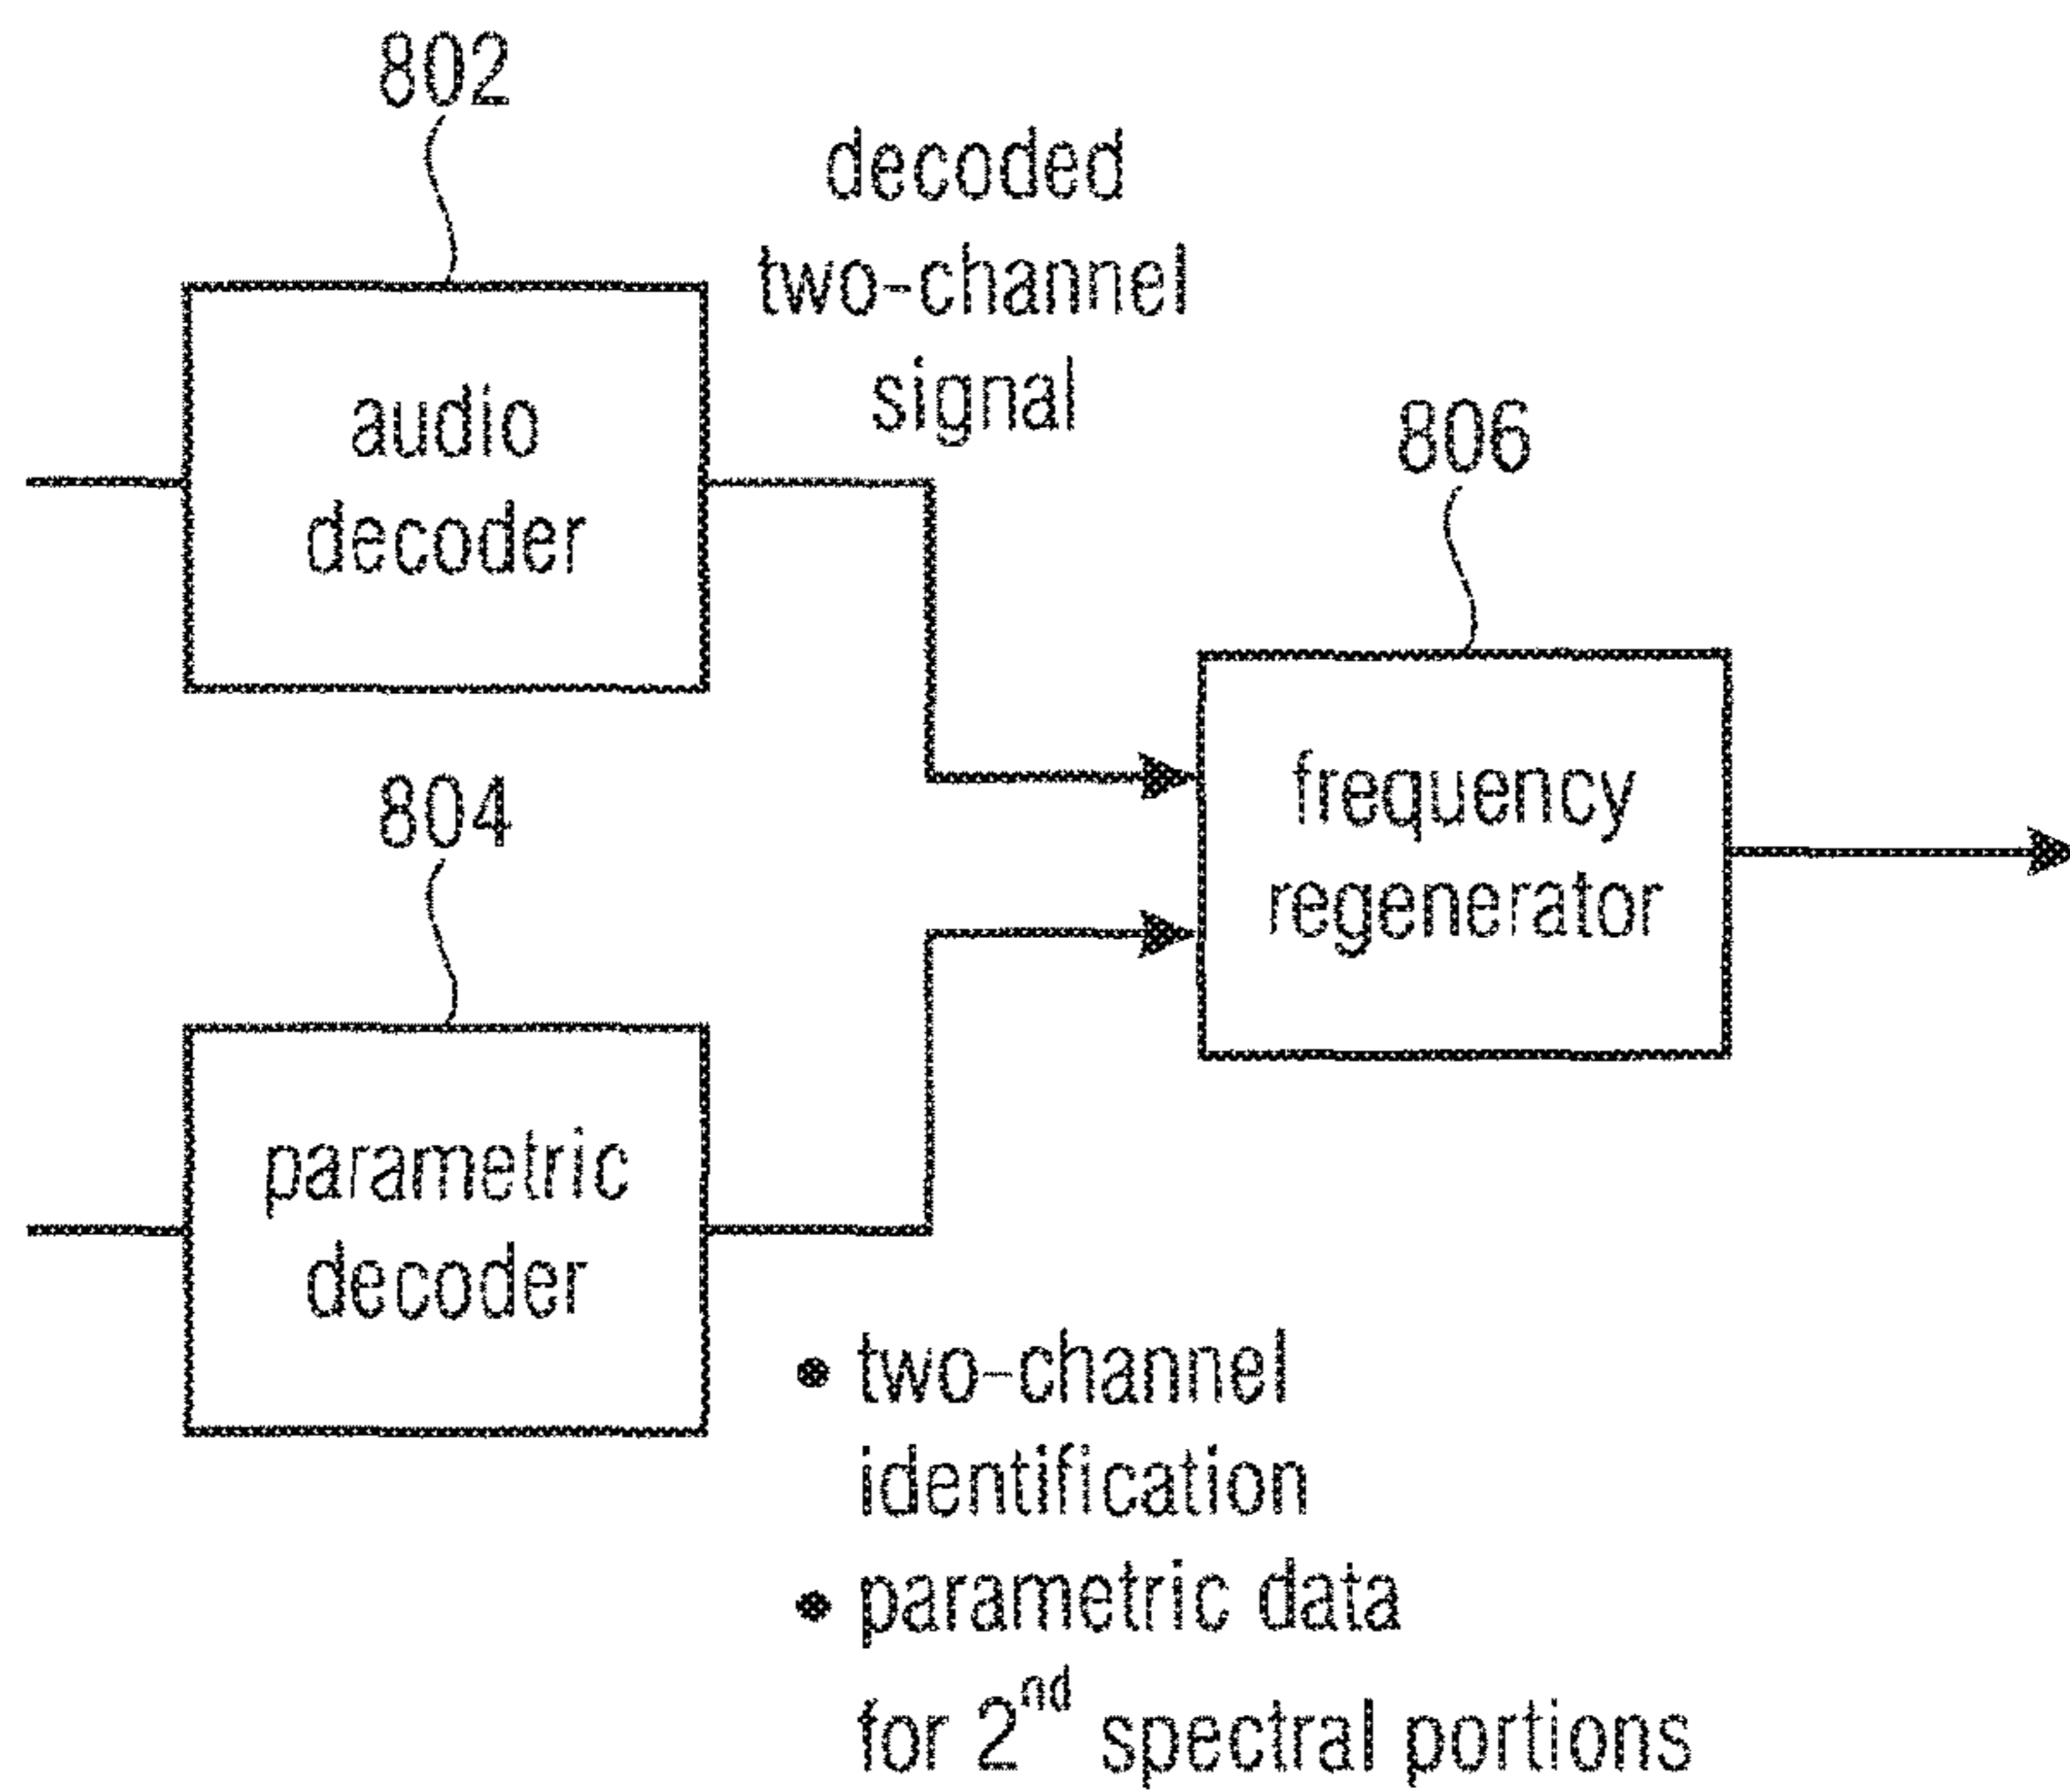 802
decoded
two-channel
signal
audio
decoder
806
804
frequency
regenerator
parametric
decoder
• two-channel
identification
• parametric data
for 2nd spectral portions